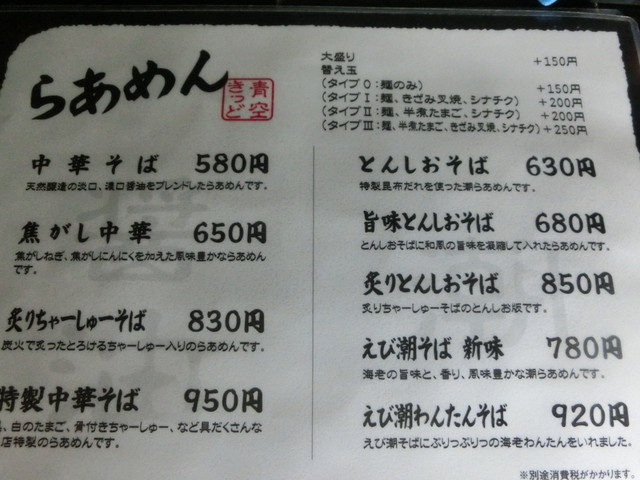 らあめん
青空
きっど
大盛り +150円
替え玉
(タイプ0:麺のみ) +150円
(タイプⅠ:麺、きざみ叉焼、シナチク) +200円
(タイプⅡ:麺、半煮たまご、シナチク) +200円
(タイプⅢ:麺、半煮たまご、きざみ叉焼、シナチク) +250円
中華そば 580円
天然醸造の淡口、濃口醤油をブレンドしたらあめんです。
焦がし中華 650円
焦がしねぎ、焦がしにんにくを加えた風味豊かならあめん
です。
炙りちゃーしゅーそば 830円
炭火で炙ったとろけるちゃーしゅー入りのらあめんです。
特製中華そば 950円
、白のたまご、骨付きちゃーしゅー、など具だくさんな
店特製のらあめんです。
とんしおそば 630円
特製昆布だれを使った潮らあめんです。
旨味とんしおそば 680円
とんしおそばに和風の旨味を凝縮して入れたらあめんです。
炙りとんしおそば 850円
炙りちゃーしゅーそばのとんしお版です。
えび潮そば 新味 780円
海老の旨味と、香り、風味豊かな潮らあめんです。
えび潮わんたんそば 920円
えび潮そばにぷりっぷりっの海老わんたんをいれました。
※別途消費税がかかります。